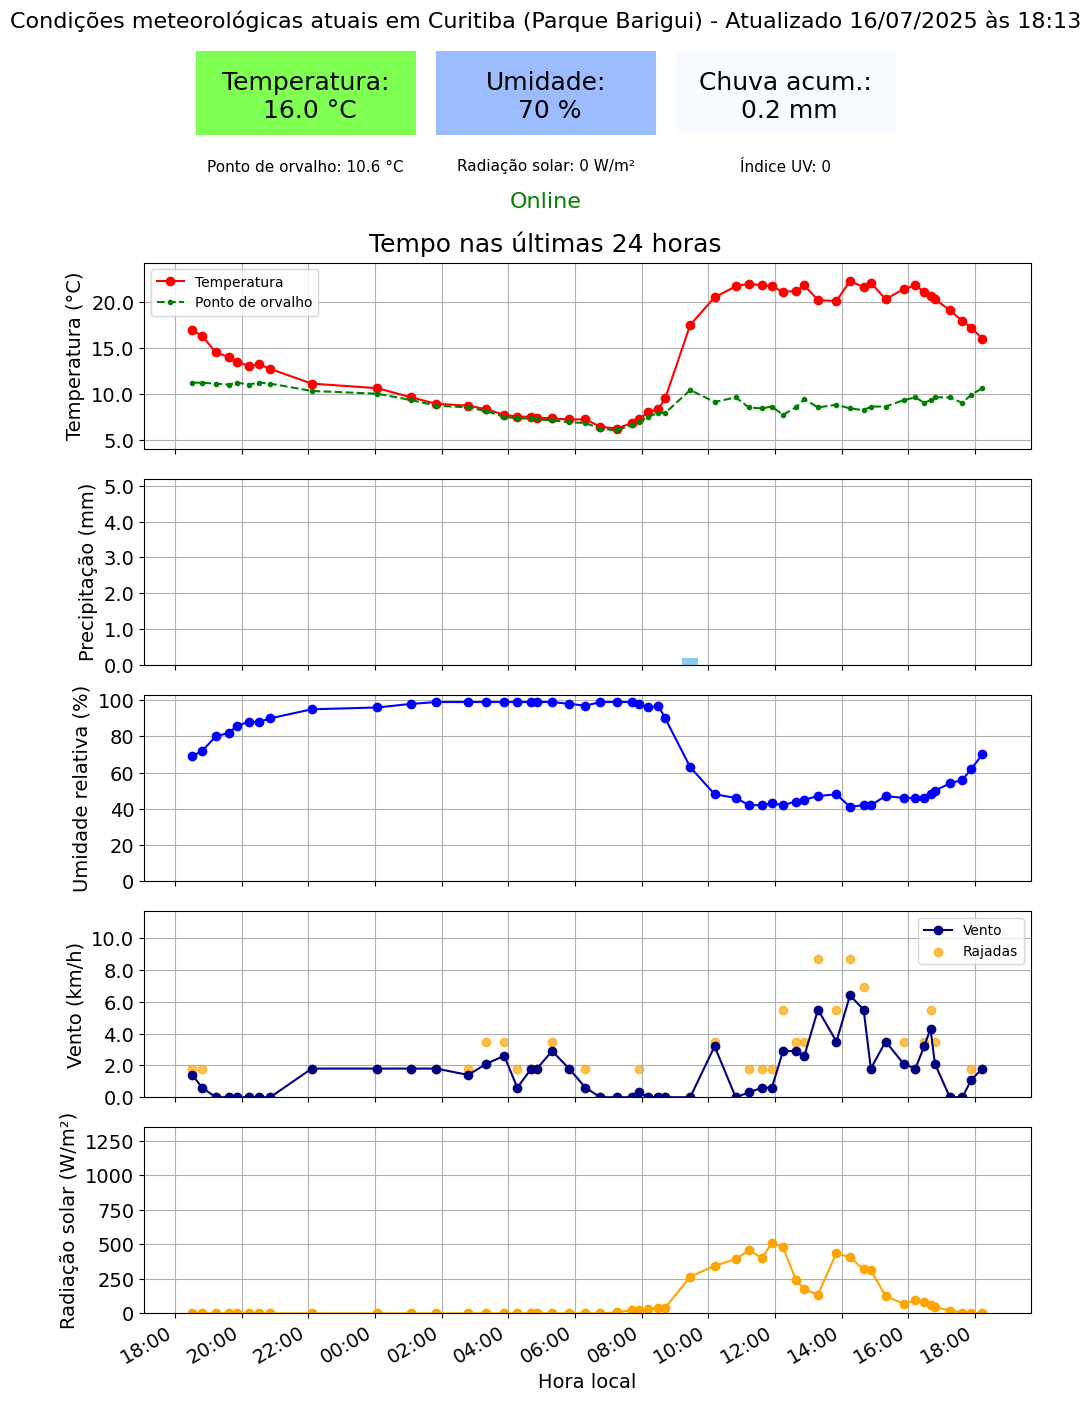 Condições meteorológicas atuais em Curitiba (Parque Barigui) - Atualizado 16/07/2025 às 18:13
Temperatura:
16.0 °C
Umidade:
70 %
Chuva acum.:
0.2 mm
Ponto de orvalho: 10.6 °C
Radiação solar: 0 W/m²
Índice UV: 0
Online
Tempo nas últimas 24 horas
Temperatura (°C)
20.0
15.0
10.0
5.0
Temperatura
Ponto de orvalho
Precipitação (mm)
5.0
4.0
3.0
2.0
1.0
0.0
Umidade relativa (%)
100
80
60
40
20
0
Vento (km/h)
10.0
8.0
6.0
4.0
2.0
0.0
Vento
Rajadas
Radiação solar (W/m²)
1250
1000
750
500
250
0
18:00
20:00
22:00
00:00
02:00
04:00
06:00
08:00
10:00
12:00
14:00
16:00
18:00
Hora local